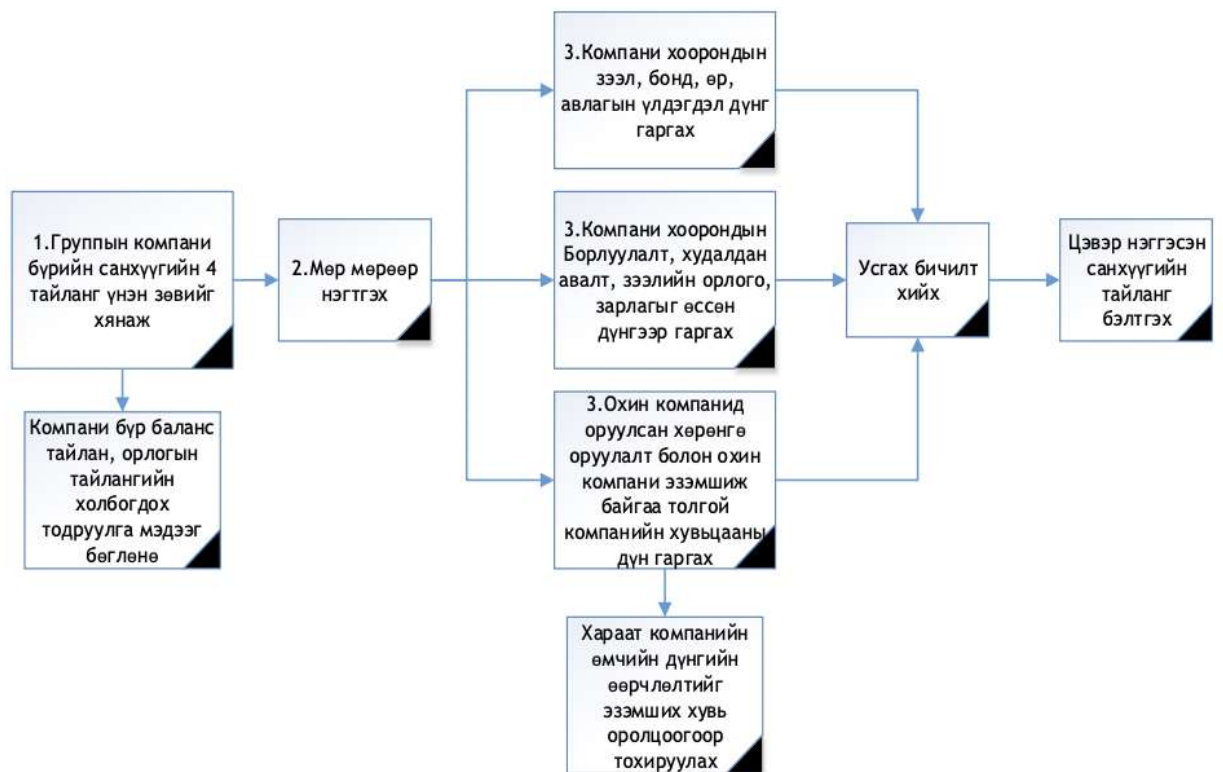 1.Группын компани
бүрийн санхүүгийн 4
тайланг үнэн зөвийг
хянаж
Компани бүр баланс
тайлан, орлогын
тайлангийн
холбогдох
тодруулга мэдээг
бөглөнө
2.Мөр мөрөөр
нэгтгэх
3.Компани хоорондын
зээл, бонд, өр,
авлагын үлдэгдэл дүнг
гаргах
3.Компани хоорондын
Борлуулалт, худалдан
авалт, зээлийн орлого,
зарлагыг өссөн
дүнгээр гаргах
3.Охин компанид
оруулсан хөрөнгө
оруулалт болон охин
компани эзэмшиж
байгаа толгой
компанийн хувьцааны
дүн гаргах
Хараат компанийн
өмчийн дүнгийн
өөрчлөлтийг
эзэмших хувь
оролцоогоор
тохируулах
Усгах бичилт
хийх
Цэвэр нэггэсэн
санхүүгийн
тайланг
бэлтгэх